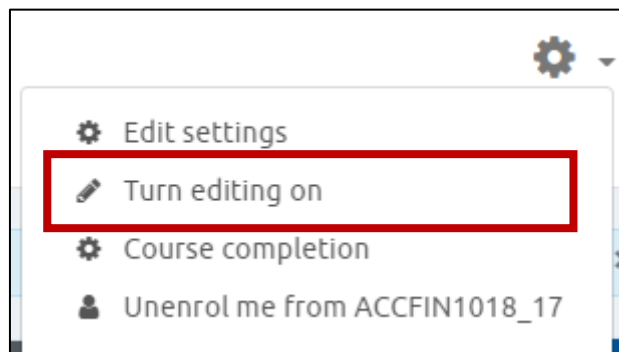 Edit settings
Turn editing on
Course completion
Unenrol me from ACCFIN1018_17